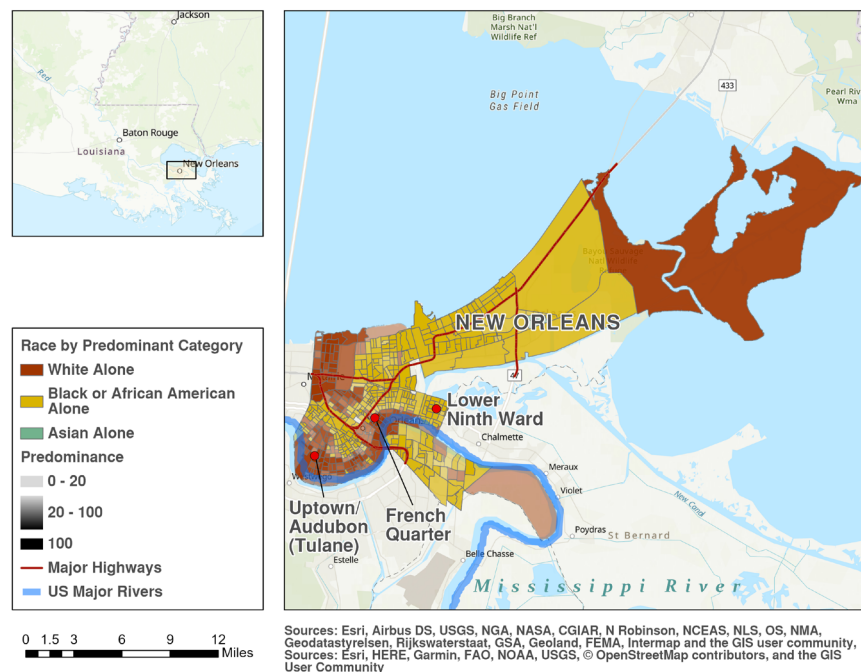 Jackson
Red
Baton Rouge
Louisiana
New Orleans
Big Branch
Marsh Nat'l
Wildlife Ref
433
Pearl Riv
Wma
Big Point
Gas Field
NEW ORLEANS
47
Lower
Ninth Ward
Chalmette
Meraux
Violet
Poydras
St Bernard
New Canal
Uptown/
Audubon
(Tulane)
French
Quarter
Estelle
Belle Chasse
Mississippi River
Race by Predominant Category
White Alone
Black or African American
Alone
Asian Alone
Predominance
0 - 20
20 - 100
100
Major Highways
US Major Rivers
0 1.5 3 6 9 12
Miles
Sources: Esri, Airbus DS, USGS, NGA, NASA, CGIAR, N Robinson, NCEAS, NLS, OS, NMA,
Geodatastyrelsen, Rijkswaterstaat, GSA, Geoland, FEMA, Intermap and the GIS user community,
Sources: Esri, HERE, Garmin, FAO, NOAA, USGS, © OpenStreetMap contributors, and the GIS
User Community